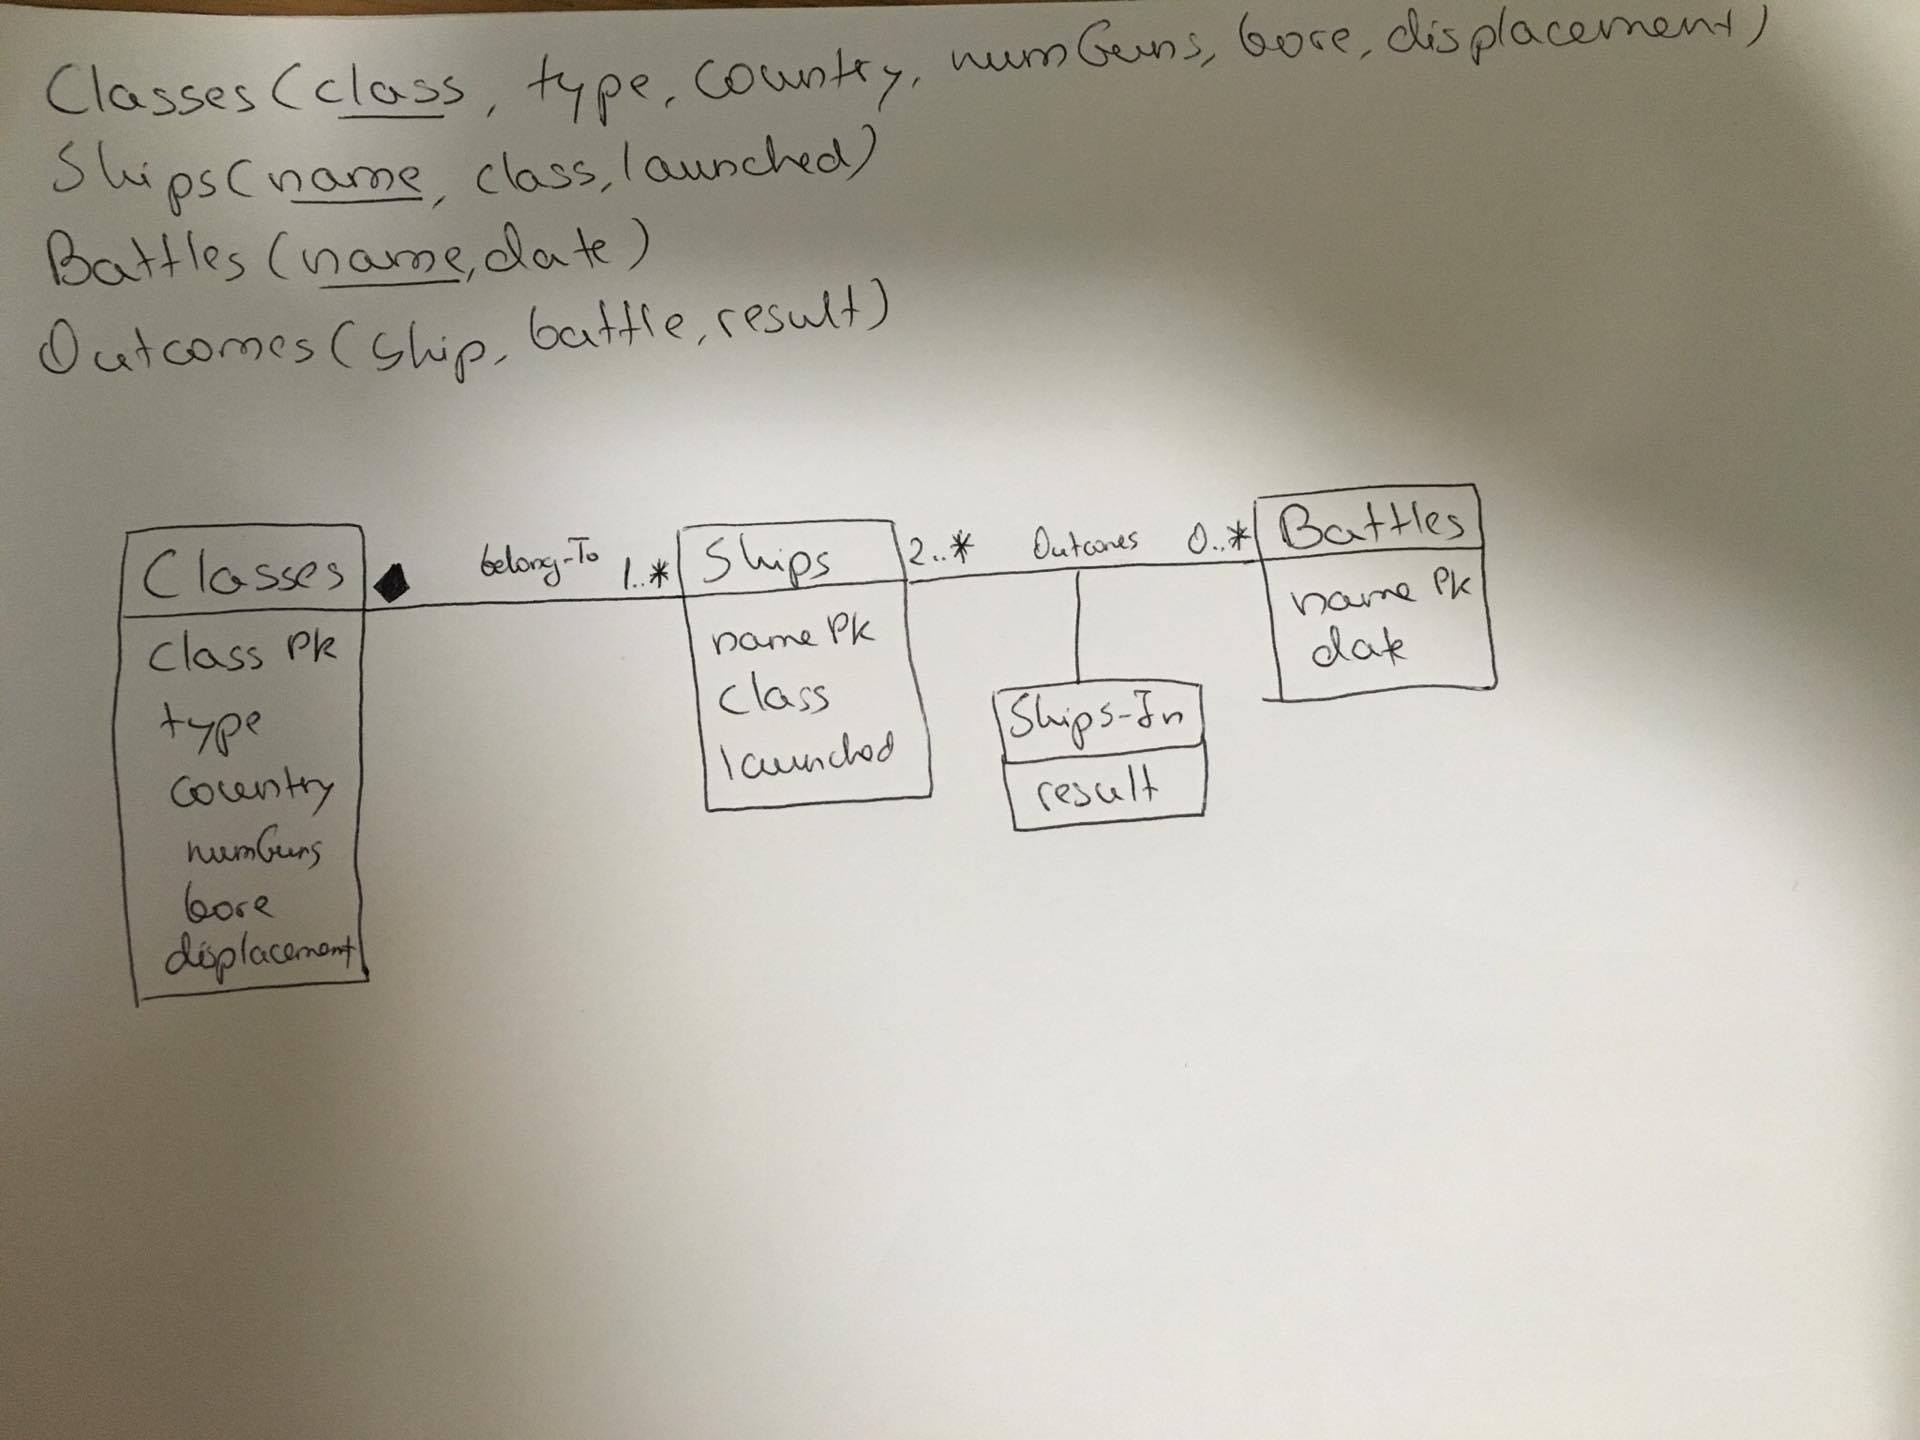 Classes (class, type, country, numGuns, bore, displacement)
Ships (name, class, launched)
Battles (name, date)
Outcomes (ship, battle, result)
Classes
belong-To
1..*
Ships
2..*
Outcomes
0..*
Battles
class PK
type
country
numGuns
bore
displacement
name PK
class
launched
Ships-In
result
name PK
date